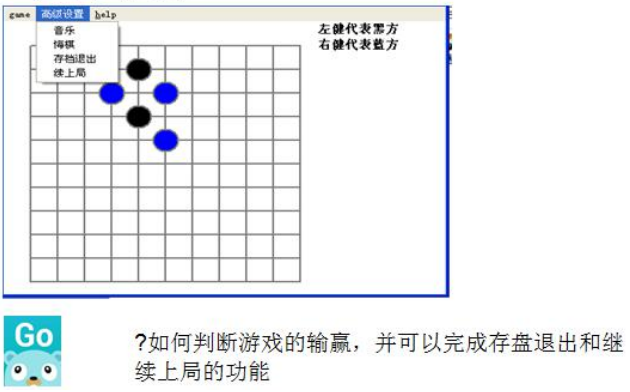 game 高级设置 help
音乐
悔棋
存档退出
续上局
左健代表黑方
右健代表蓝方
Go
?如何判断游戏的输赢，并可以完成存盘退出和继
续上局的功能